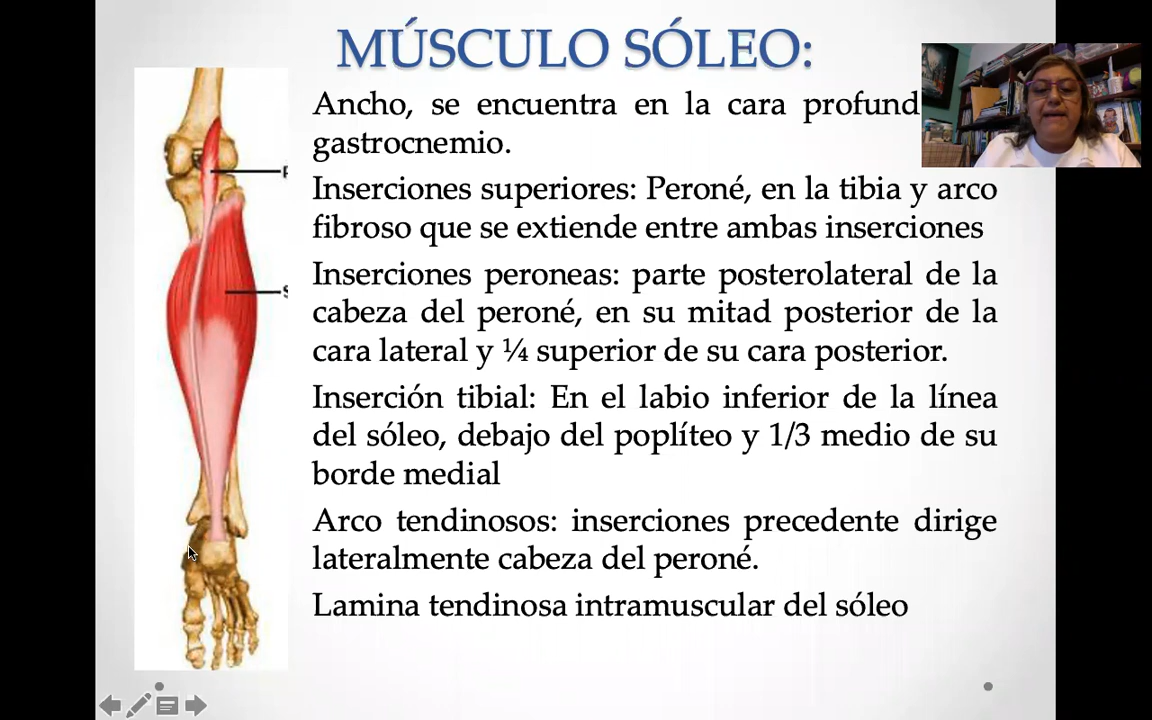 MÚSCULO SÓLEO:
Ancho, se encuentra en la cara profund
gastrocnemio.
Inserciones superiores: Peroné, en la tibia y arco
fibroso que se extiende entre ambas inserciones
Inserciones peroneas: parte posterolateral de la
cabeza del peroné, en su mitad posterior de la
cara lateral y ¼ superior de su cara posterior.
Inserción tibial: En el labio inferior de la línea
del sóleo, debajo del poplíteo y 1/3 medio de su
borde medial
Arco tendinosos: inserciones precedente dirige
lateralmente cabeza del peroné.
Lamina tendinosa intramuscular del sóleo